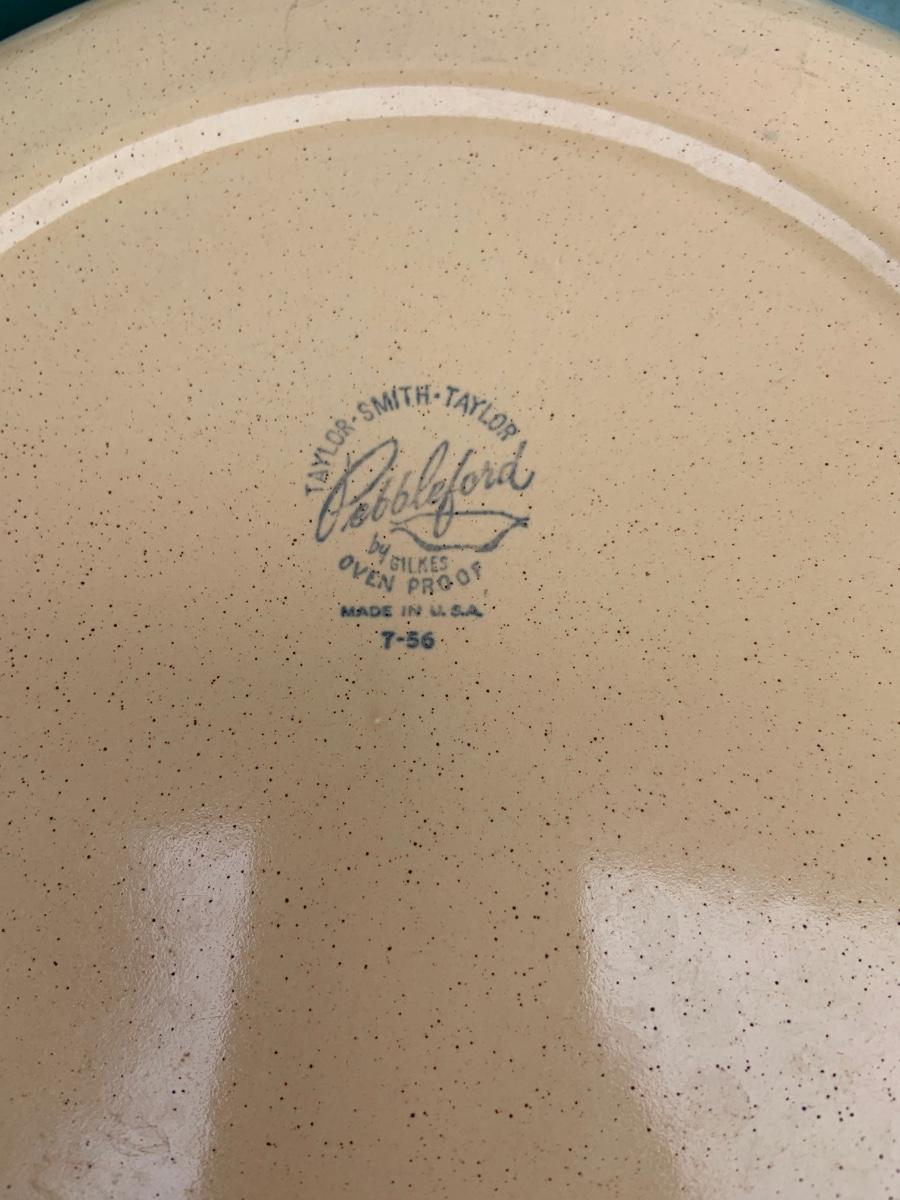 TAYLOR·SMITH·TAYLOR
Pebbleford
by GILKES
OVEN PROOF
MADE IN U.S.A.
7-56